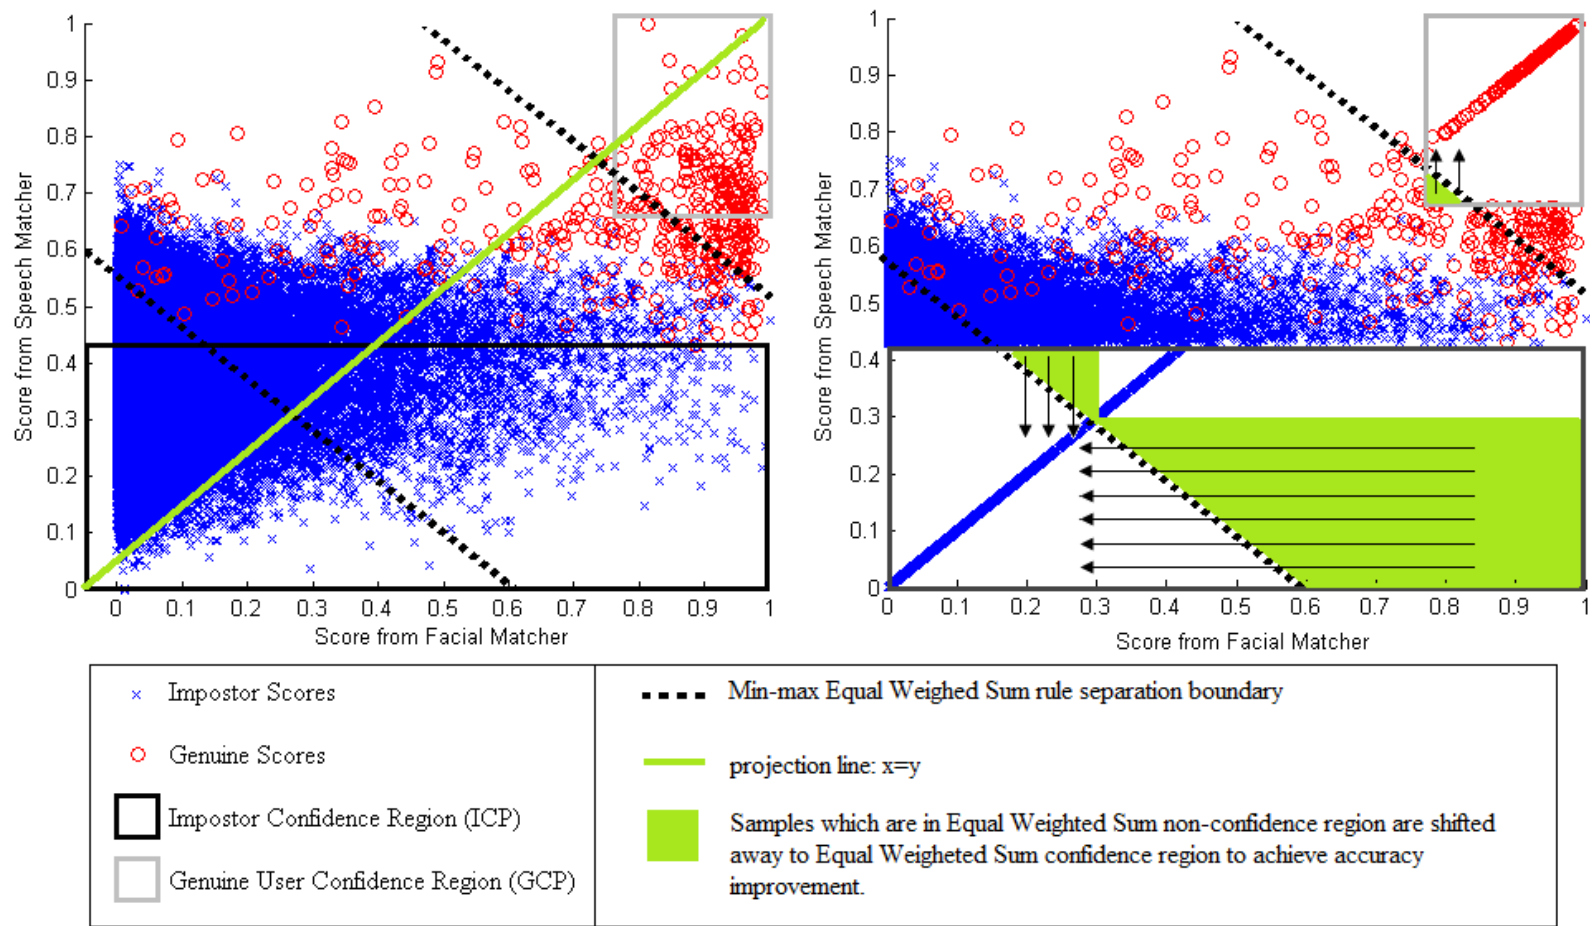 1
0.9
0.8
0.7
0.6
0.5
0.4
0.3
0.2
0.1
0
Score from Speech Matcher
0 0.1 0.2 0.3 0.4 0.5 0.6 0.7 0.8 0.9 1
Score from Facial Matcher
1
0.9
0.8
0.7
0.6
0.5
0.4
0.3
0.2
0.1
0
Score from Speech Matcher
0 0.1 0.2 0.3 0.4 0.5 0.6 0.7 0.8 0.9 1
Score from Facial Matcher
Impostor Scores
Genuine Scores
Impostor Confidence Region (ICP)
Genuine User Confidence Region (GCP)
Min-max Equal Weighed Sum rule separation boundary
projection line: x=y
Samples which are in Equal Weighted Sum non-confidence region are shifted
away to Equal Weigheted Sum confidence region to achieve accuracy
improvement.